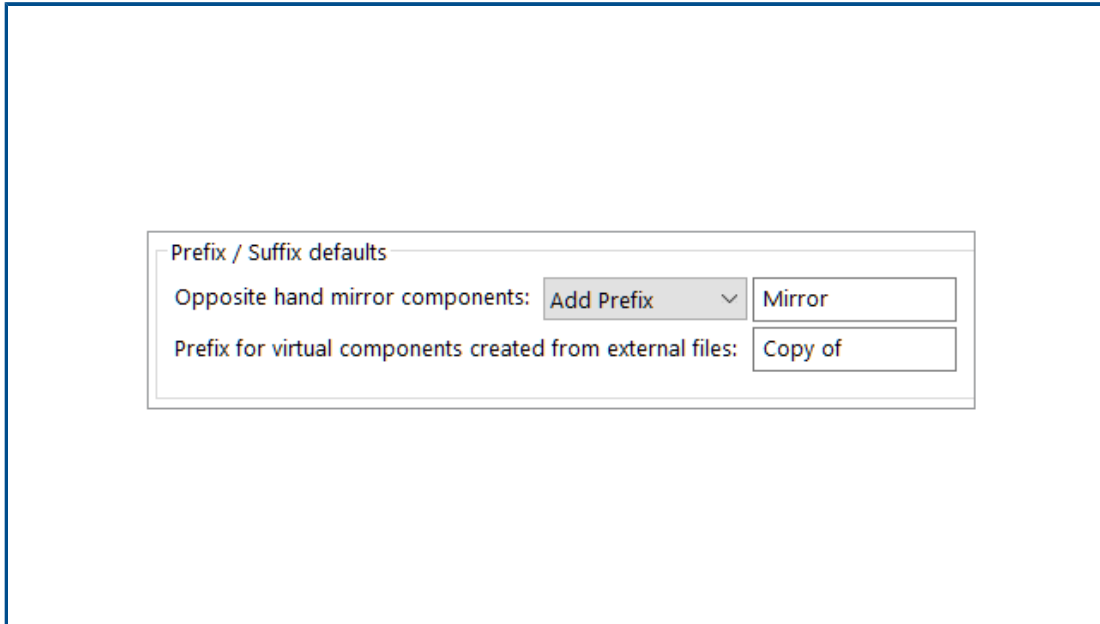 Prefix / Suffix defaults
Opposite hand mirror components: Add Prefix Mirror
Prefix for virtual components created from external files: Copy of